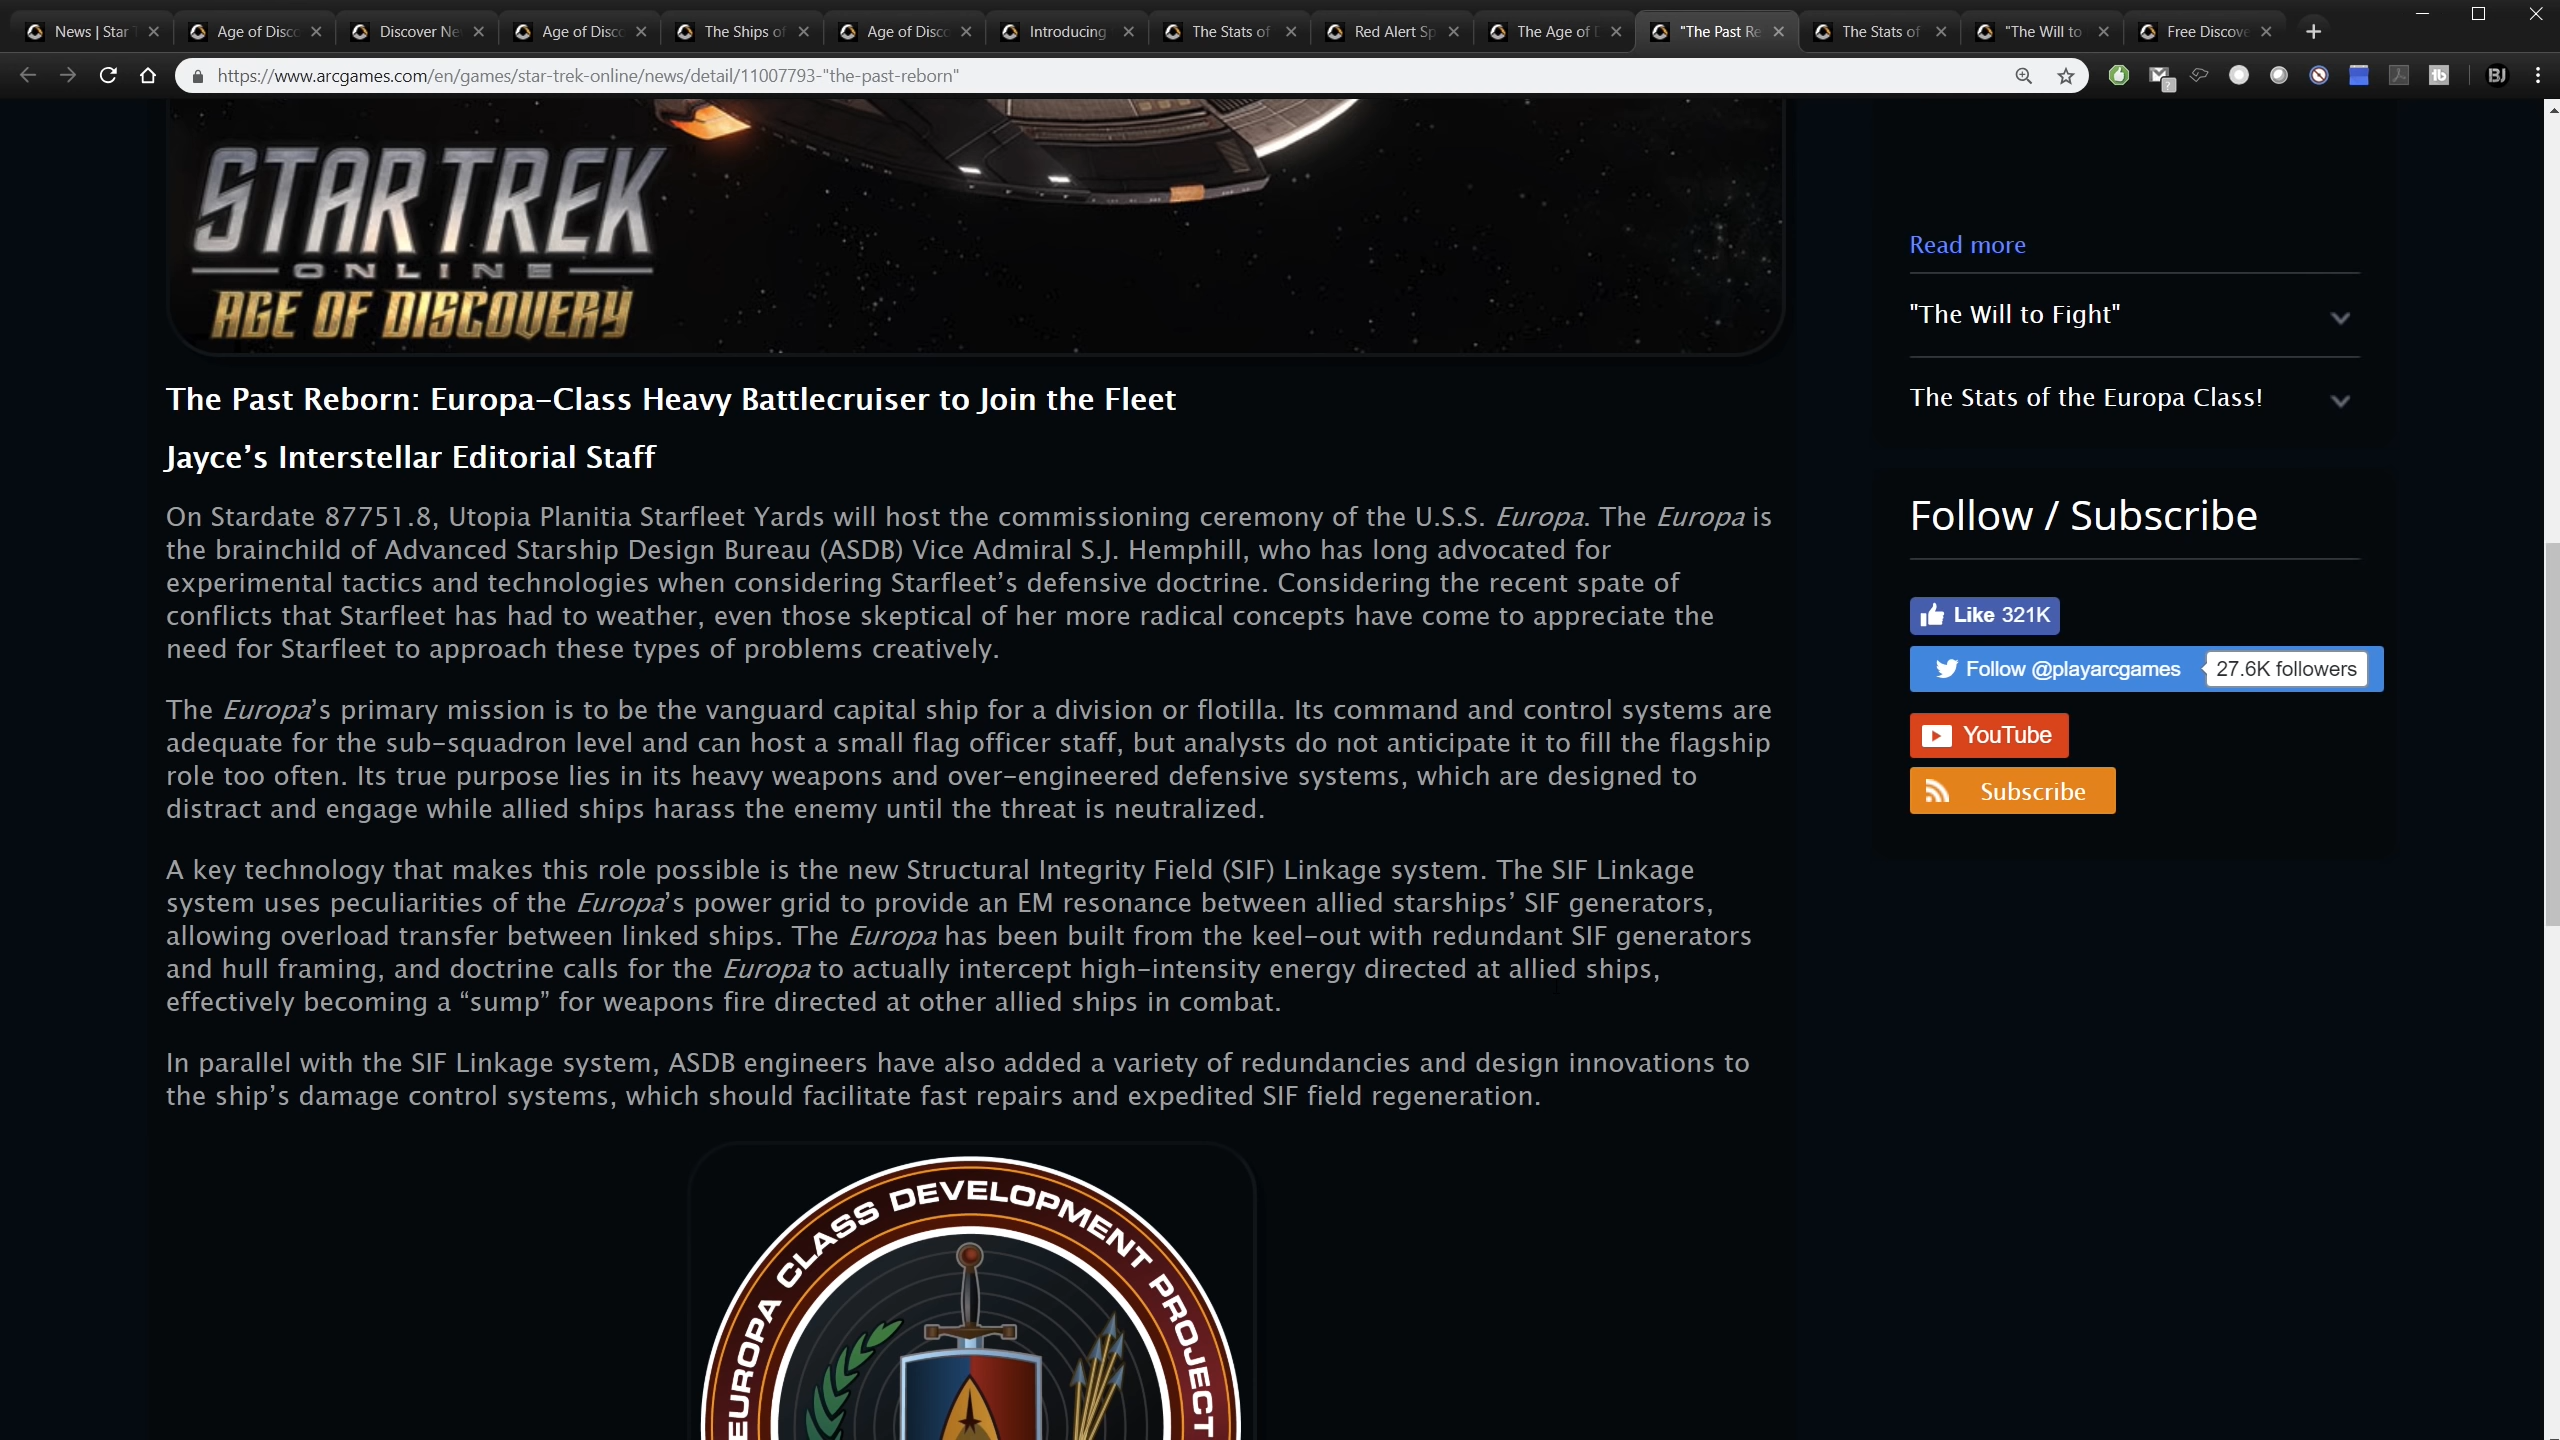 News | Star T
Age of Disco
Discover Ne
Age of Disco
The Ships of
Age of Disco
Introducing
The Stats of
Red Alert Sp
The Age of D
"The Past Re
The Stats of
"The Will to
Free Discove
https://www.arcgames.com/en/games/star-trek-online/news/detail/11007793-"the-past-reborn"
BJ
STAR TREK
ONLINE
AGE OF DISCOVERY
The Past Reborn: Europa-Class Heavy Battlecruiser to Join the Fleet
Jayce’s Interstellar Editorial Staff
On Stardate 87751.8, Utopia Planitia Starfleet Yards will host the commissioning ceremony of the U.S.S. Europa. The Europa is
the brainchild of Advanced Starship Design Bureau (ASDB) Vice Admiral S.J. Hemphill, who has long advocated for
experimental tactics and technologies when considering Starfleet’s defensive doctrine. Considering the recent spate of
conflicts that Starfleet has had to weather, even those skeptical of her more radical concepts have come to appreciate the
need for Starfleet to approach these types of problems creatively.
The Europa’s primary mission is to be the vanguard capital ship for a division or flotilla. Its command and control systems are
adequate for the sub-squadron level and can host a small flag officer staff, but analysts do not anticipate it to fill the flagship
role too often. Its true purpose lies in its heavy weapons and over-engineered defensive systems, which are designed to
distract and engage while allied ships harass the enemy until the threat is neutralized.
A key technology that makes this role possible is the new Structural Integrity Field (SIF) Linkage system. The SIF Linkage
system uses peculiarities of the Europa’s power grid to provide an EM resonance between allied starships’ SIF generators,
allowing overload transfer between linked ships. The Europa has been built from the keel-out with redundant SIF generators
and hull framing, and doctrine calls for the Europa to actually intercept high-intensity energy directed at allied ships,
effectively becoming a “sump” for weapons fire directed at other allied ships in combat.
In parallel with the SIF Linkage system, ASDB engineers have also added a variety of redundancies and design innovations to
the ship’s damage control systems, which should facilitate fast repairs and expedited SIF field regeneration.
EUROPA CLASS DEVELOPMENT PROJECT
Read more
"The Will to Fight"
The Stats of the Europa Class!
Follow / Subscribe
Like 321K
Follow @playarcgames
27.6K followers
YouTube
Subscribe